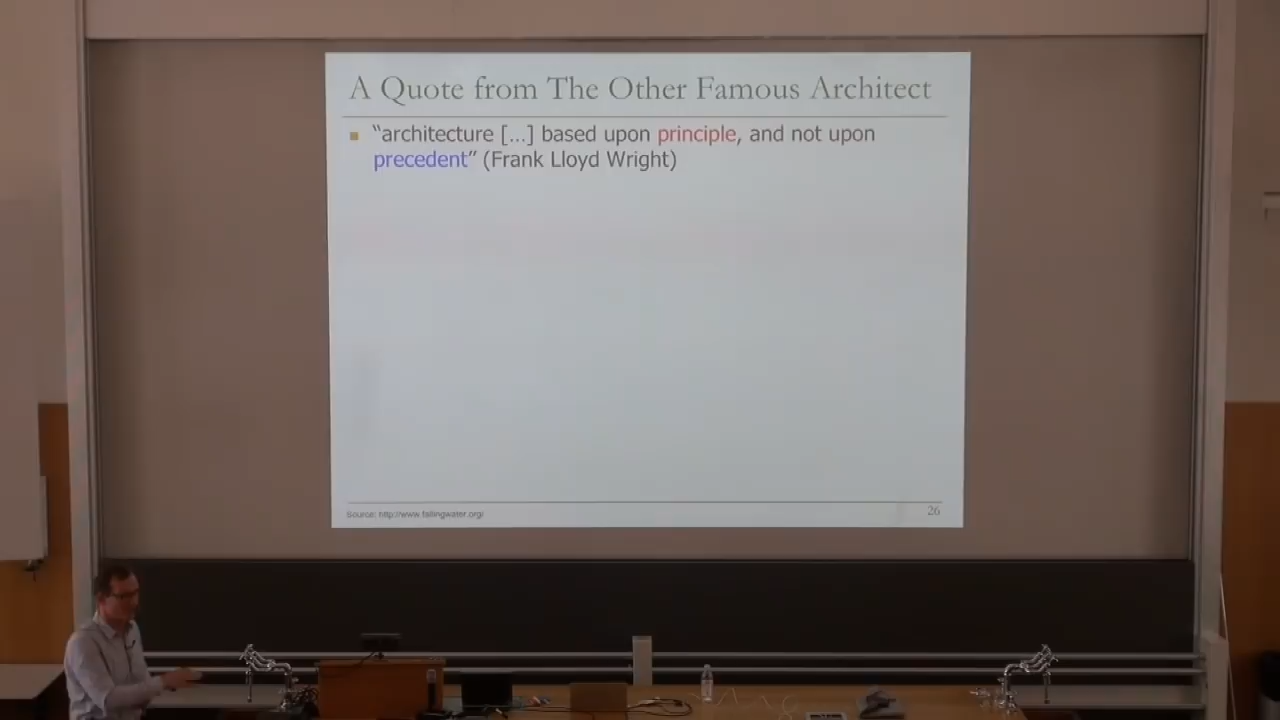 A Quote from The Other Famous Architect
“architecture [...] based upon principle, and not upon
precedent” (Frank Lloyd Wright)
Source: http://www.fallingwater.org/
26